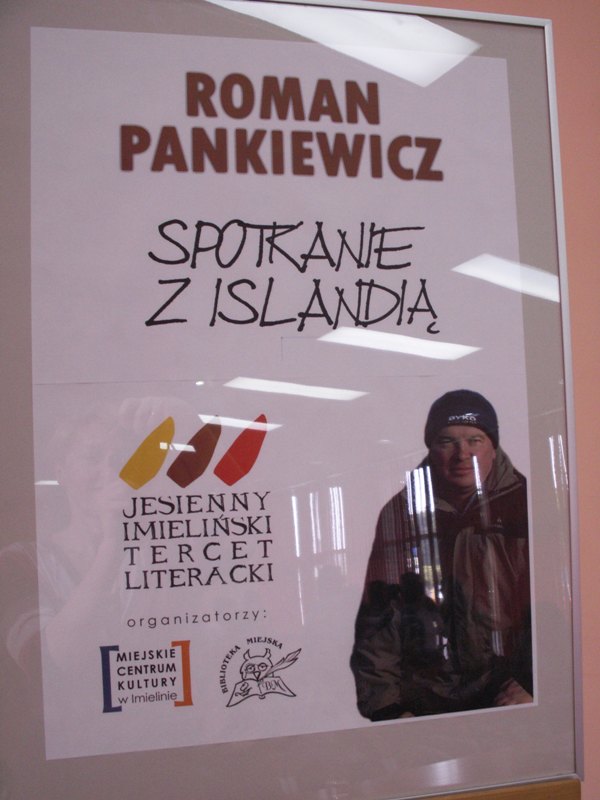 ROMAN
PANKIEWICZ
SPOTKANIE
Z ISLANDIĄ
JESIENNY
IMIELIŃSKI
TERCET
LITERACKI
organizatorzy:
MIEJSKIE
CENTRUM
KULTURY
w Imielinie
BIBLIOTEKA MIEJSKA